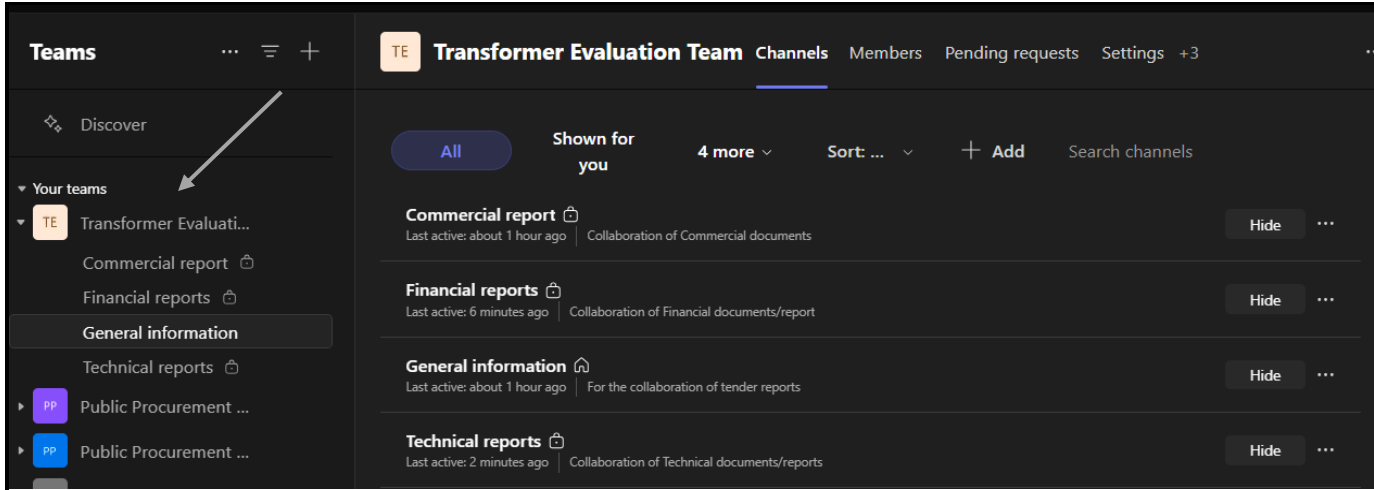 Teams
Discover
Your teams
TE Transformer Evaluati...
Commercial report
Financial reports
General information
Technical reports
PP Public Procurement ...
PP Public Procurement ...
TE Transformer Evaluation Team Channels Members Pending requests Settings +3
All Shown for you 4 more Sort: ... Add Search channels
Commercial report
Last active: about 1 hour ago Collaboration of Commercial documents
Hide
Financial reports
Last active: 6 minutes ago Collaboration of Financial documents/report
Hide
General information
Last active: about 1 hour ago For the collaboration of tender reports
Hide
Technical reports
Last active: 2 minutes ago Collaboration of Technical documents/reports
Hide